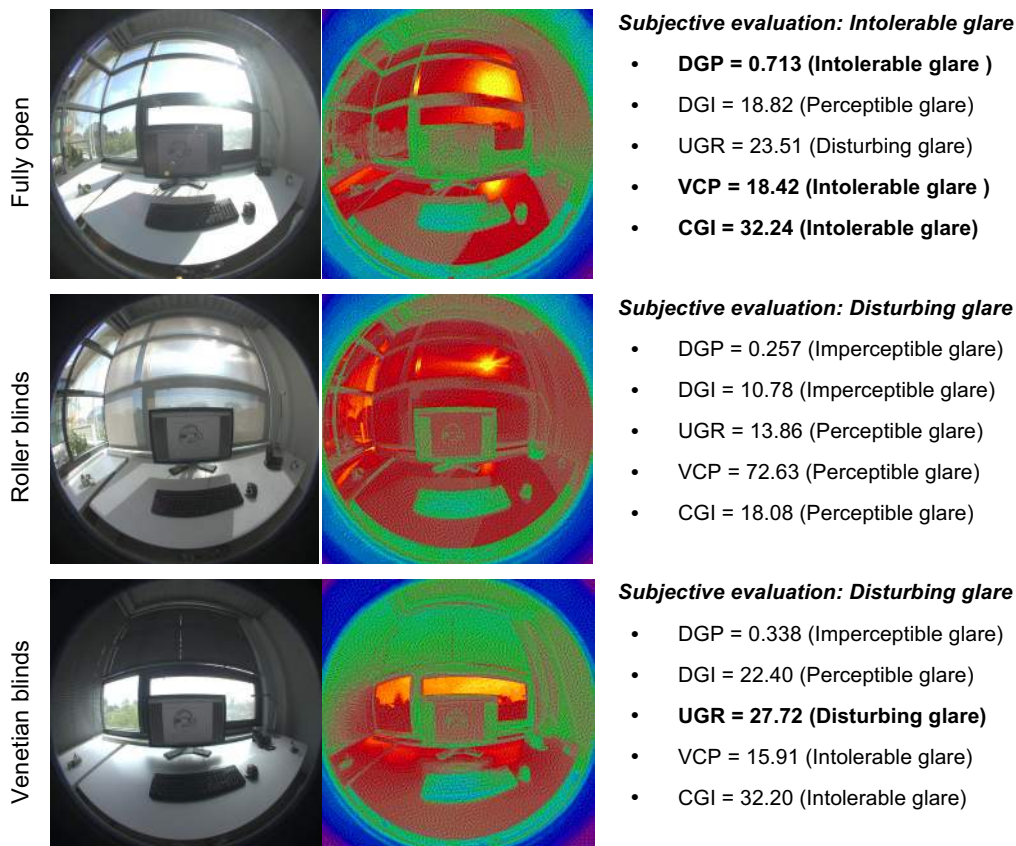 Fully open
Subjective evaluation: Intolerable glare
• DGP = 0.713 (Intolerable glare )
• DGI = 18.82 (Perceptible glare)
• UGR = 23.51 (Disturbing glare)
• VCP = 18.42 (Intolerable glare )
• CGI = 32.24 (Intolerable glare)
Roller blinds
Subjective evaluation: Disturbing glare
• DGP = 0.257 (Imperceptible glare)
• DGI = 10.78 (Imperceptible glare)
• UGR = 13.86 (Perceptible glare)
• VCP = 72.63 (Perceptible glare)
• CGI = 18.08 (Perceptible glare)
Venetian blinds
Subjective evaluation: Disturbing glare
• DGP = 0.338 (Imperceptible glare)
• DGI = 22.40 (Perceptible glare)
• UGR = 27.72 (Disturbing glare)
• VCP = 15.91 (Intolerable glare)
• CGI = 32.20 (Intolerable glare)